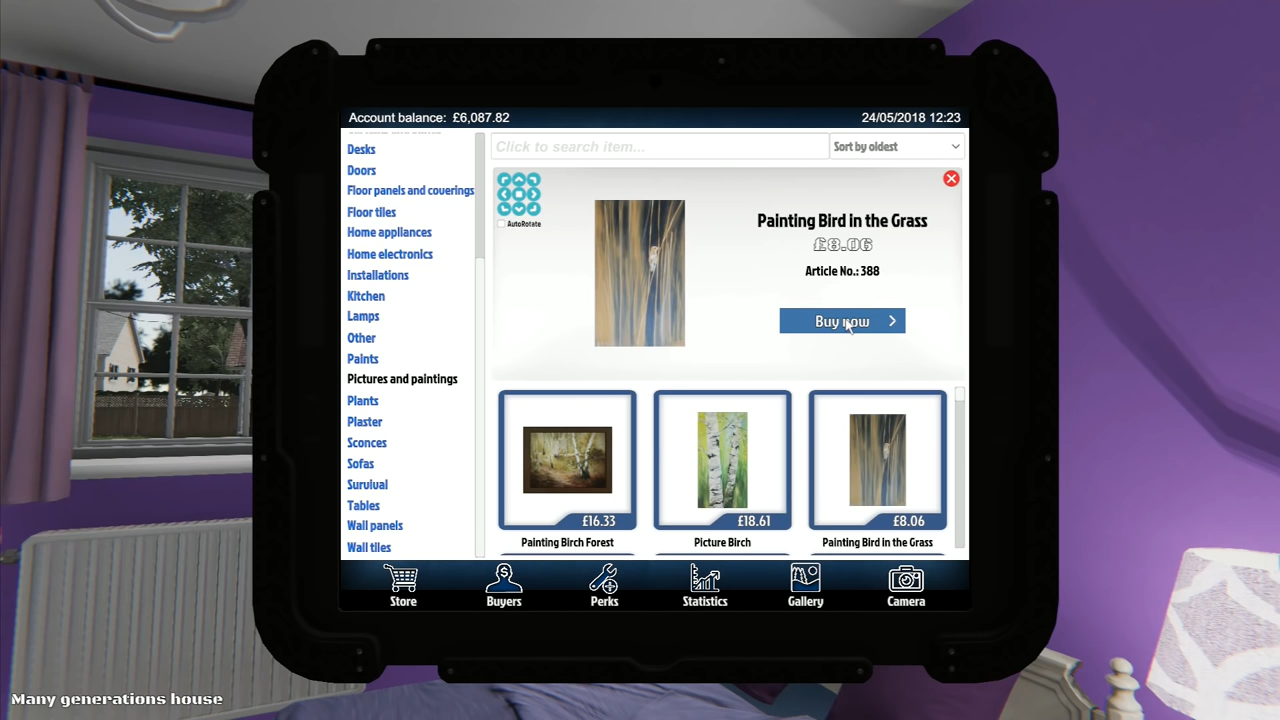 Account balance: £6,087.82
24/05/2018 12:23
Desks
Doors
Floor panels and coverings
Floor tiles
Home appliances
Home electronics
Installations
Kitchen
Lamps
Other
Paints
Pictures and paintings
Plants
Plaster
Sconces
Sofas
Survival
Tables
Wall panels
Wall tiles
Click to search item...
Sort by oldest
AutoRotate
Painting Bird in the Grass
£8.06
Article No.: 388
Buy now
£16.33
£18.61
£8.06
Painting Birch Forest
Picture Birch
Painting Bird in the Grass
Store
Buyers
Perks
Statistics
Gallery
Camera
Many generations house